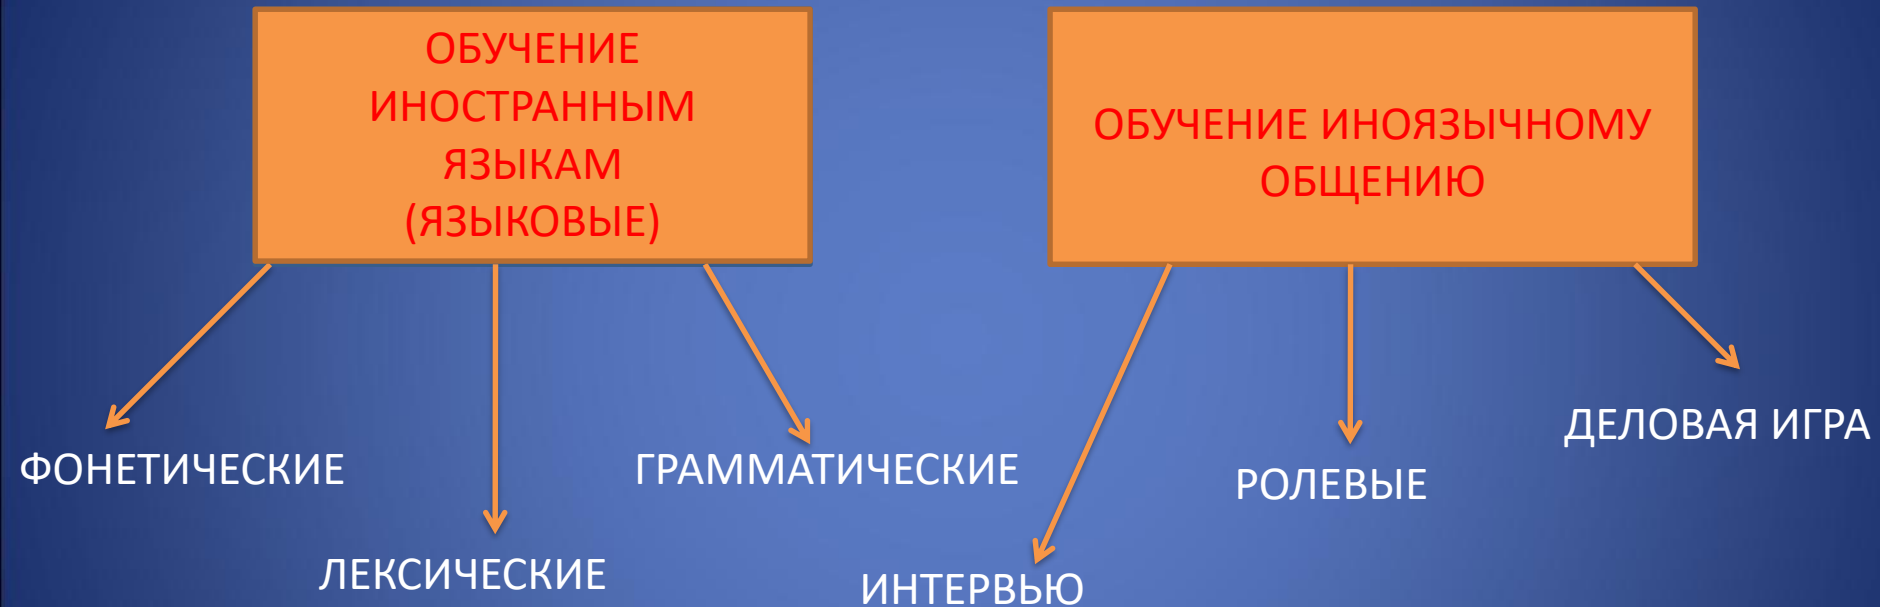 ОБУЧЕНИЕ
ИНОСТРАННЫМ
ЯЗЫКАМ
(ЯЗЫКОВЫЕ)
ОБУЧЕНИЕ ИНОЯЗЫЧНОМУ
ОБЩЕНИЮ
ФОНЕТИЧЕСКИЕ
ЛЕКСИЧЕСКИЕ
ГРАММАТИЧЕСКИЕ
ИНТЕРВЬЮ
РОЛЕВЫЕ
ДЕЛОВАЯ ИГРА